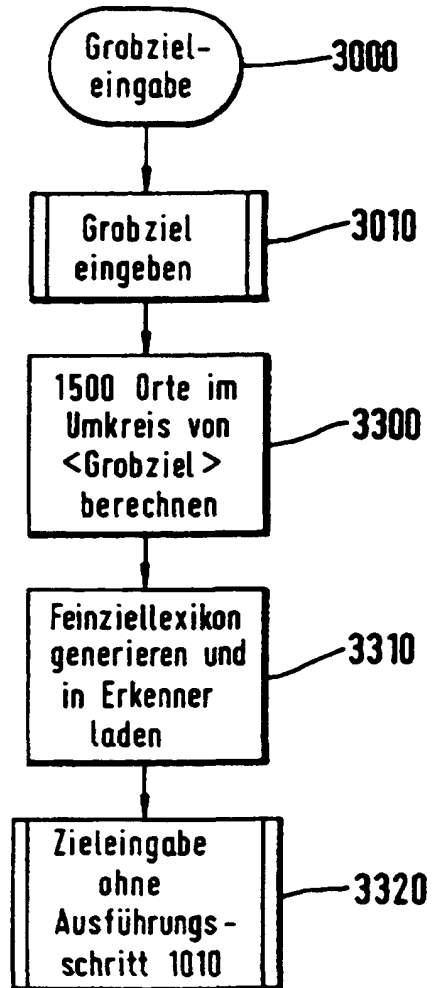 Grobziel-
eingabe
3000
Grobziel
eingeben
3010
1500 Orte im
Umkreis von
<Grobziel>
berechnen
3300
Feinziellexikon
generieren und
in Erkenner
laden
3310
Zieleingabe
ohne
Ausführungs-
schritt 1010
3320